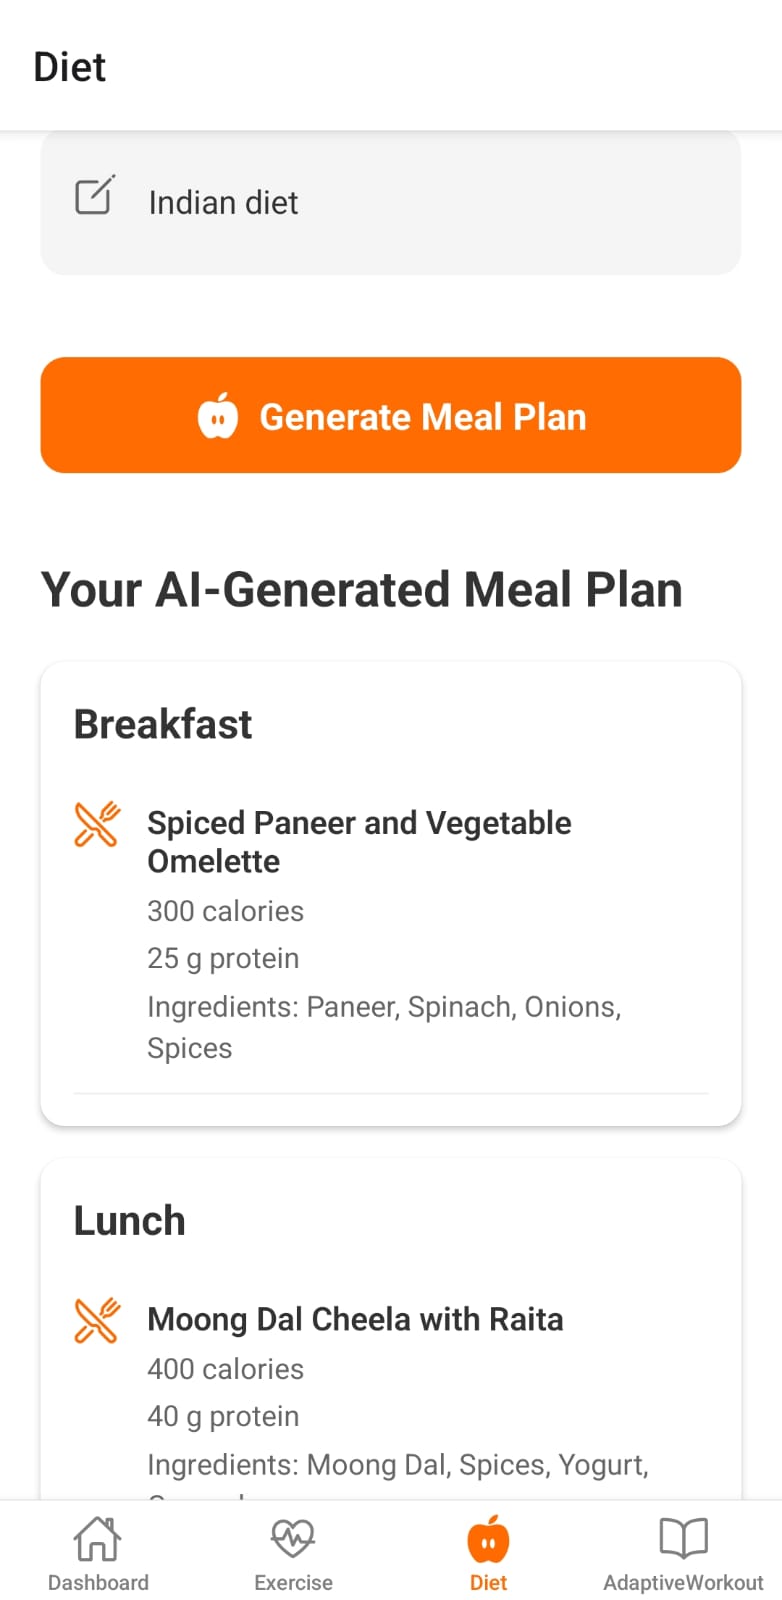 Diet
Indian diet
Generate Meal Plan
Your AI-Generated Meal Plan
Breakfast
Spiced Paneer and Vegetable
Omelette
300 calories
25 g protein
Ingredients: Paneer, Spinach, Onions,
Spices
Lunch
Moong Dal Cheela with Raita
400 calories
40 g protein
Ingredients: Moong Dal, Spices, Yogurt,
Dashboard
Exercise
Diet
AdaptiveWorkout